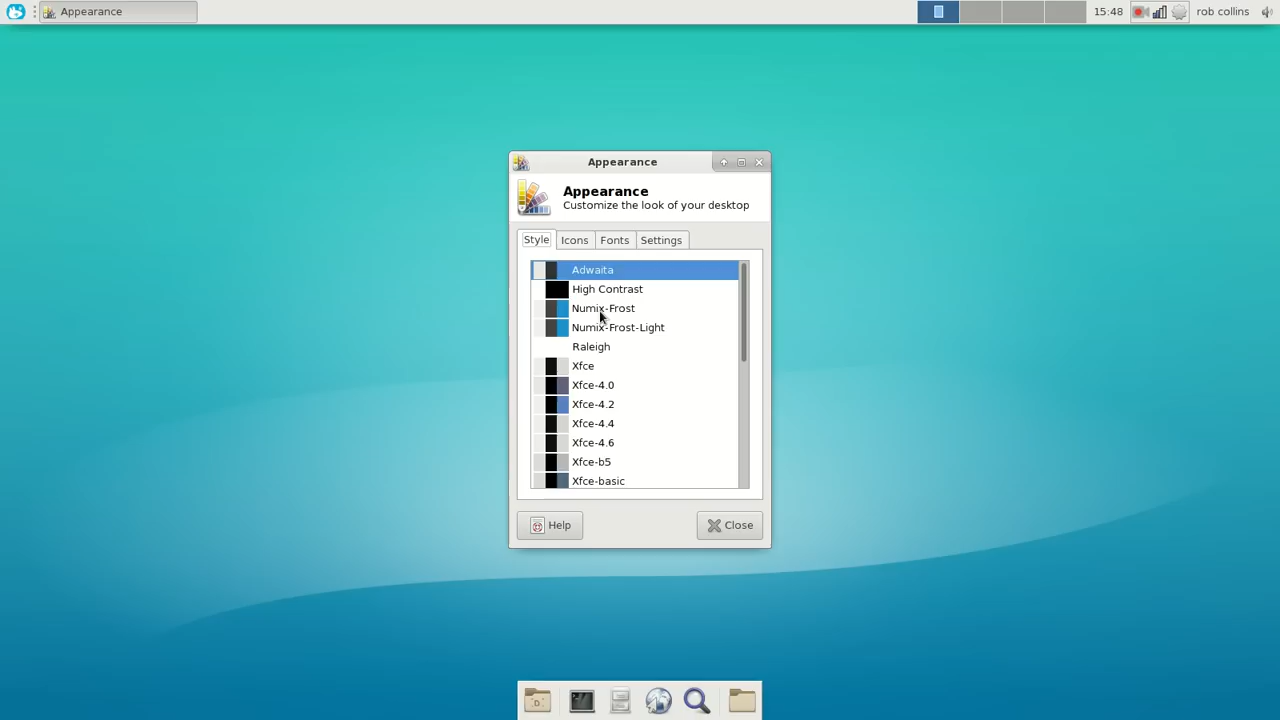 Appearance
15:48
rob collins
Appearance
Appearance
Customize the look of your desktop
Style
Icons
Fonts
Settings
Adwaita
High Contrast
Numix-Frost
Numix-Frost-Light
Raleigh
Xfce
Xfce-4.0
Xfce-4.2
Xfce-4.4
Xfce-4.6
Xfce-b5
Xfce-basic
Help
Close